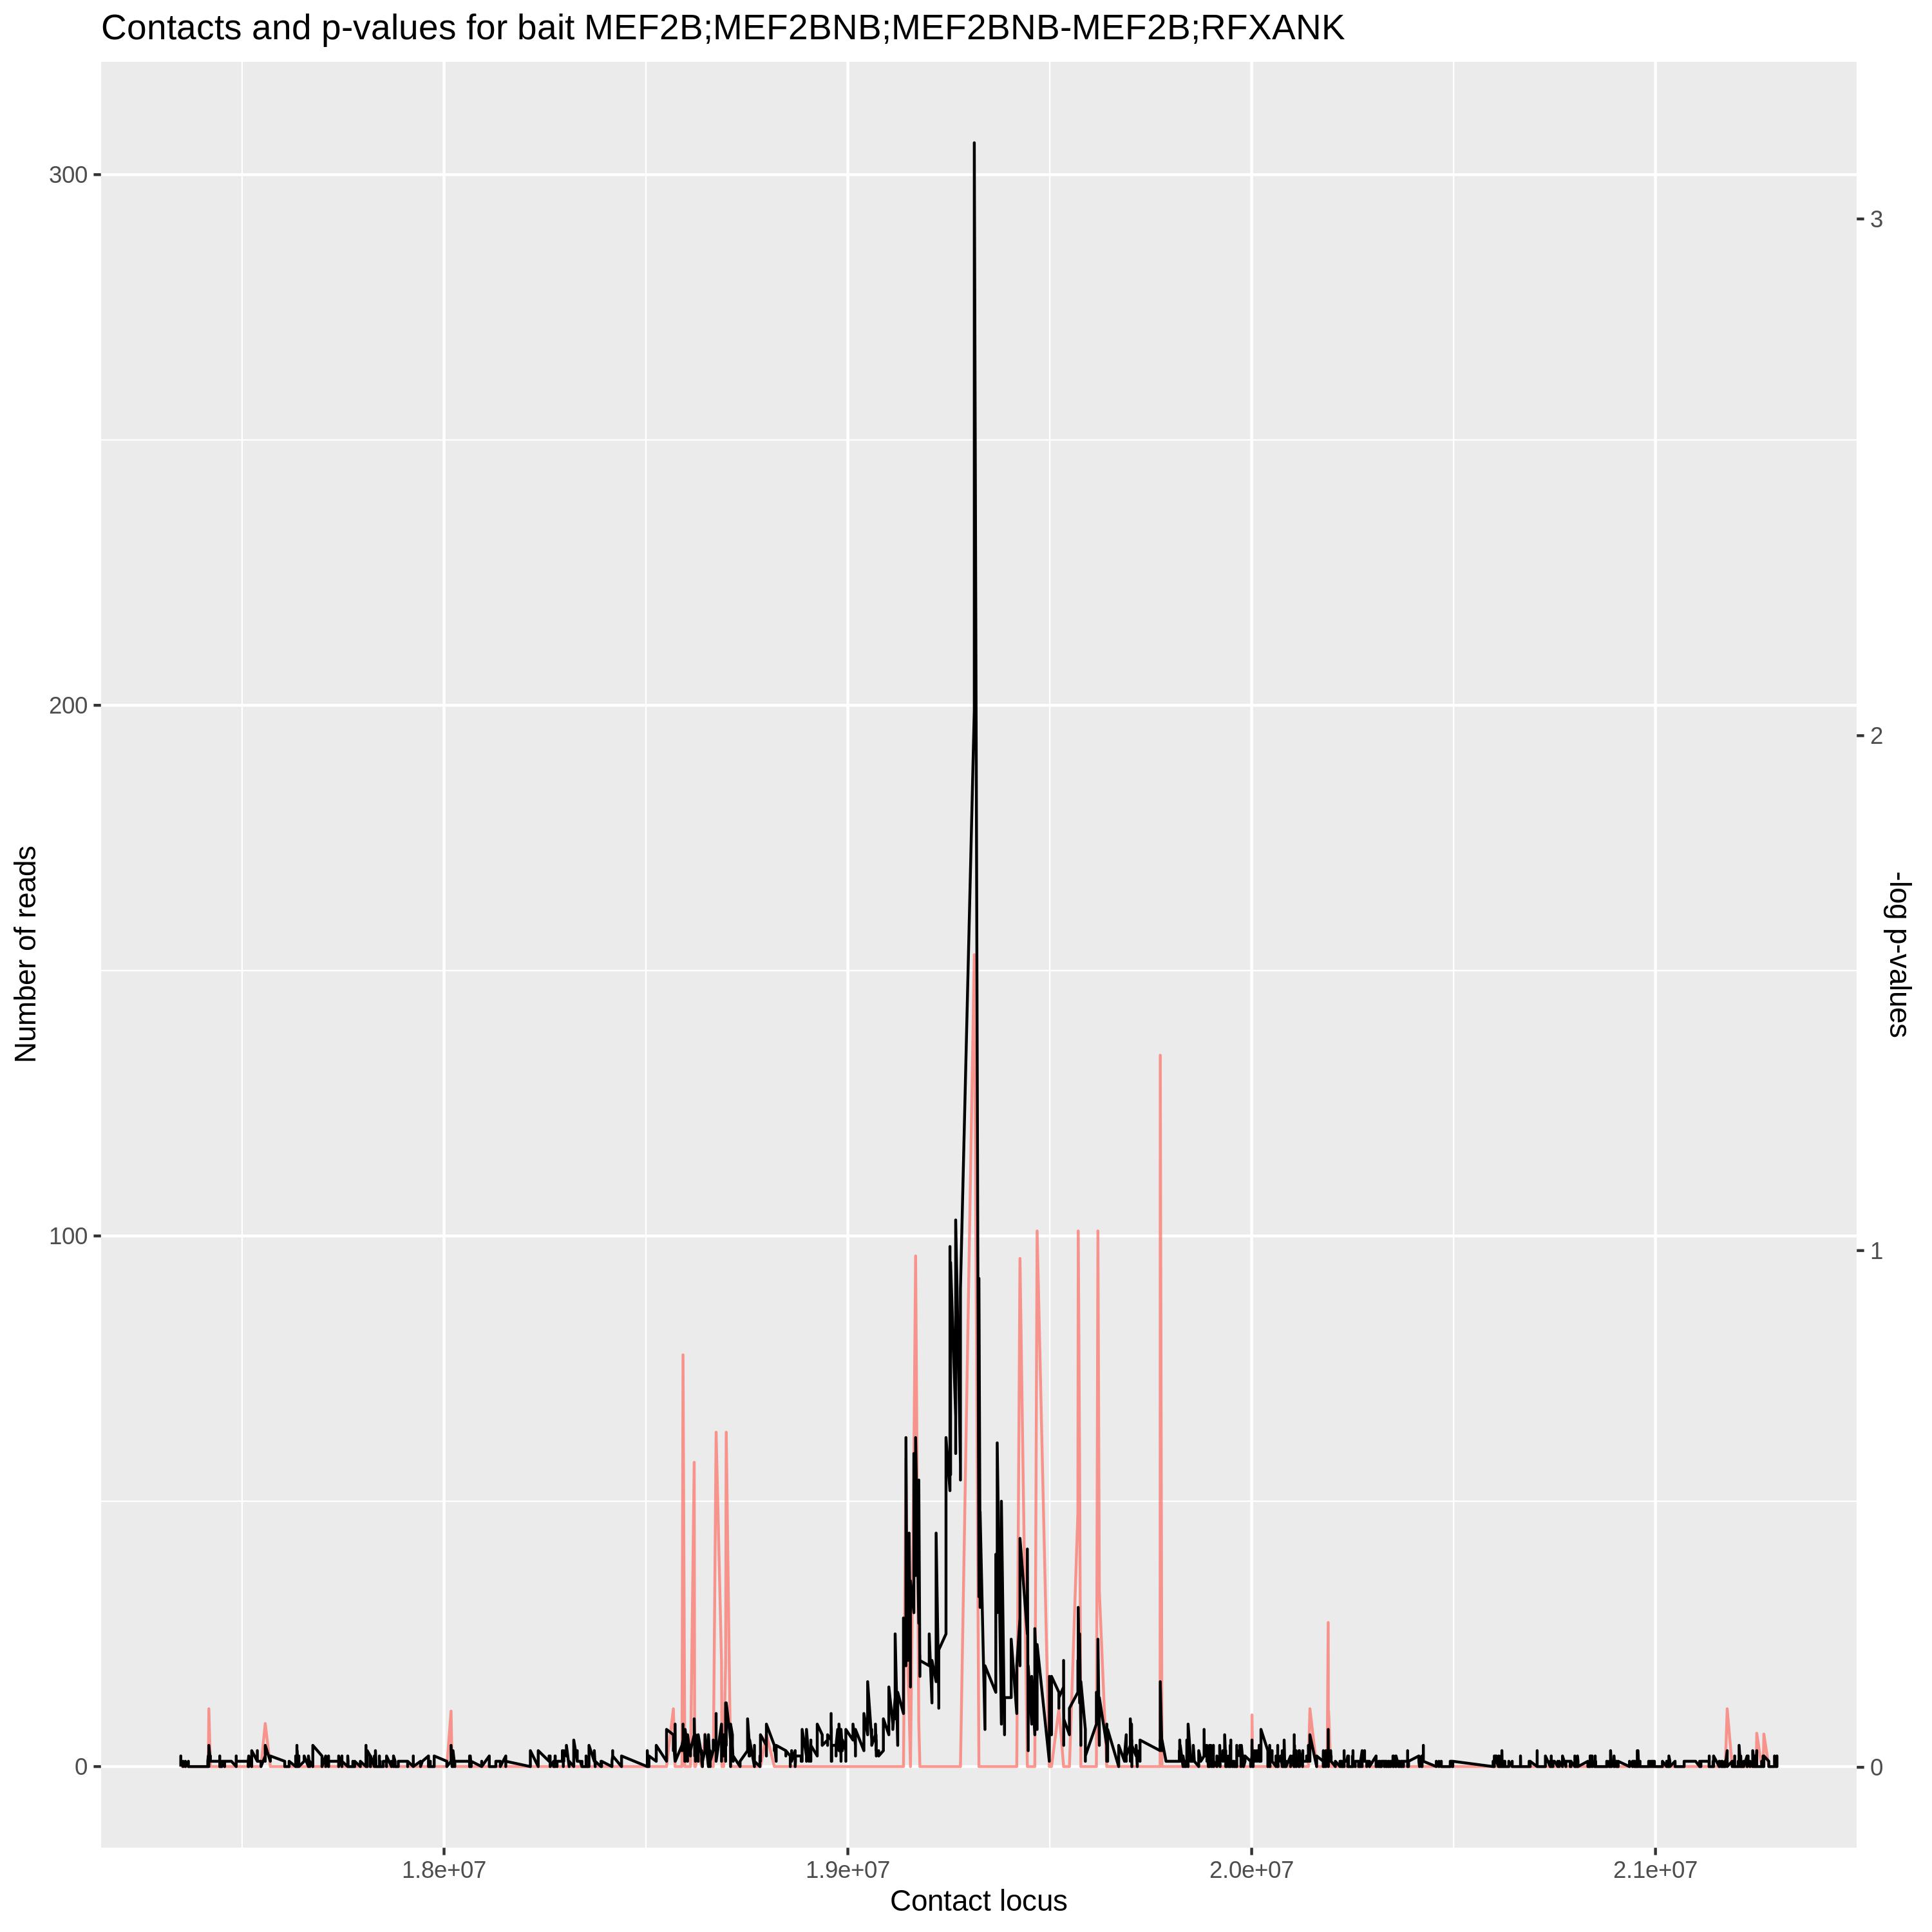 Contacts and p-values for bait MEF2B;MEF2BNB;MEF2BNB-MEF2B;RFXANK
300
200
100
0
3
2
1
0
Number of reads
-log p-values
1.8e+07 1.9e+07 2.0e+07 2.1e+07
Contact locus